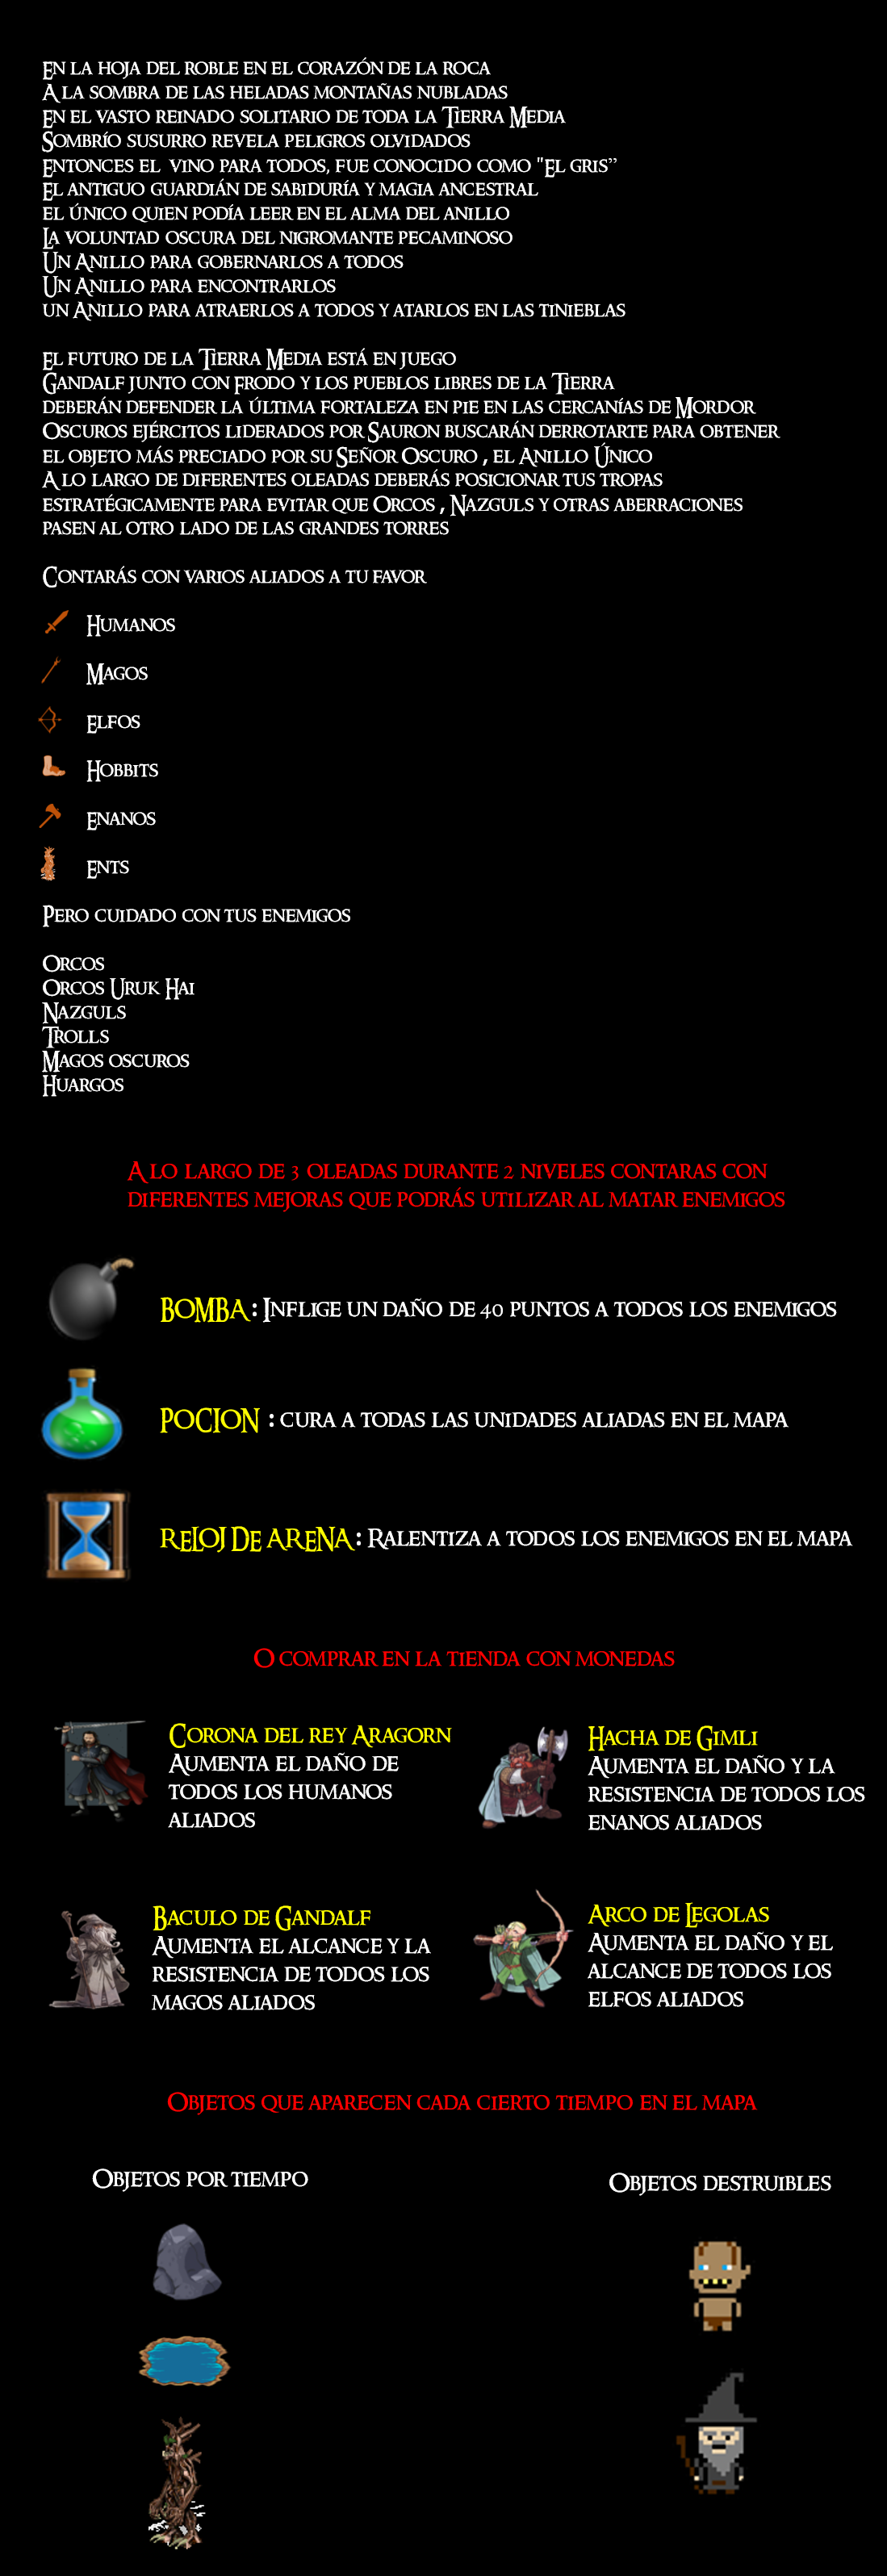 En la hoja del roble en el corazón de la roca
A la sombra de las heladas montañas nubladas
En el vasto reinado solitario de toda la Tierra Media
Sombrío susurro revela peligros olvidados
Entonces el vino para todos, fue conocido como "El gris”
El antiguo guardián de sabiduría y magia ancestral
el único quien podía leer en el alma del anillo
La voluntad oscura del nigromante pecaminoso
Un Anillo para gobernarlos a todos
Un Anillo para encontrarlos
un Anillo para atraerlos a todos y atarlos en las tinieblas
El futuro de la Tierra Media está en juego
Gandalf junto con Frodo y los pueblos libres de la Tierra
deberán defender la última fortaleza en pie en las cercanías de Mordor
Oscuros ejércitos liderados por Sauron buscarán derrotarte para obtener
el objeto más preciado por su Señor Oscuro , el Anillo Único
A lo largo de diferentes oleadas deberás posicionar tus tropas
estratégicamente para evitar que Orcos , Nazguls y otras aberraciones
pasen al otro lado de las grandes torres
Contarás con varios aliados a tu favor
Humanos
Magos
Elfos
Hobbits
Enanos
Ents
Pero cuidado con tus enemigos
Orcos
Orcos Uruk Hai
Nazguls
Trolls
Magos oscuros
Huargos
A lo largo de 3 oleadas durante 2 niveles contaras con
diferentes mejoras que podrás utilizar al matar enemigos
BOMBA : Inflige un daño de 40 puntos a todos los enemigos
POCION : cura a todas las unidades aliadas en el mapa
RELOJ DE ARENA : Ralentiza a todos los enemigos en el mapa
O comprar en la tienda con monedas
Corona del rey Aragorn
Aumenta el daño de
todos los humanos
aliados
Hacha de Gimli
Aumenta el daño y la
resistencia de todos los
enanos aliados
Baculo de Gandalf
Aumenta el alcance y la
resistencia de todos los
magos aliados
Arco de Legolas
Aumenta el daño y el
alcance de todos los
elfos aliados
Objetos que aparecen cada cierto tiempo en el mapa
Objetos por tiempo
Objetos destruibles